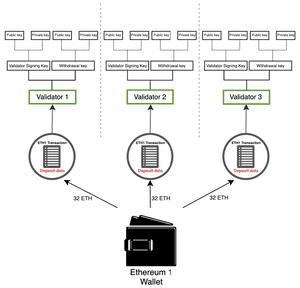 Public key Private key Public key Private key Public key Private key Public key Private key Public key Private key Public key Private key
Validator Signing Key Withdrawal key Validator Signing Key Withdrawal key Validator Signing Key Withdrawal key
Validator 1 Validator 2 Validator 3
ETH1 Transaction ETH1 Transaction ETH1 Transaction
Deposit data Deposit data Deposit data
32 ETH 32 ETH 32 ETH
Ethereum 1
Wallet